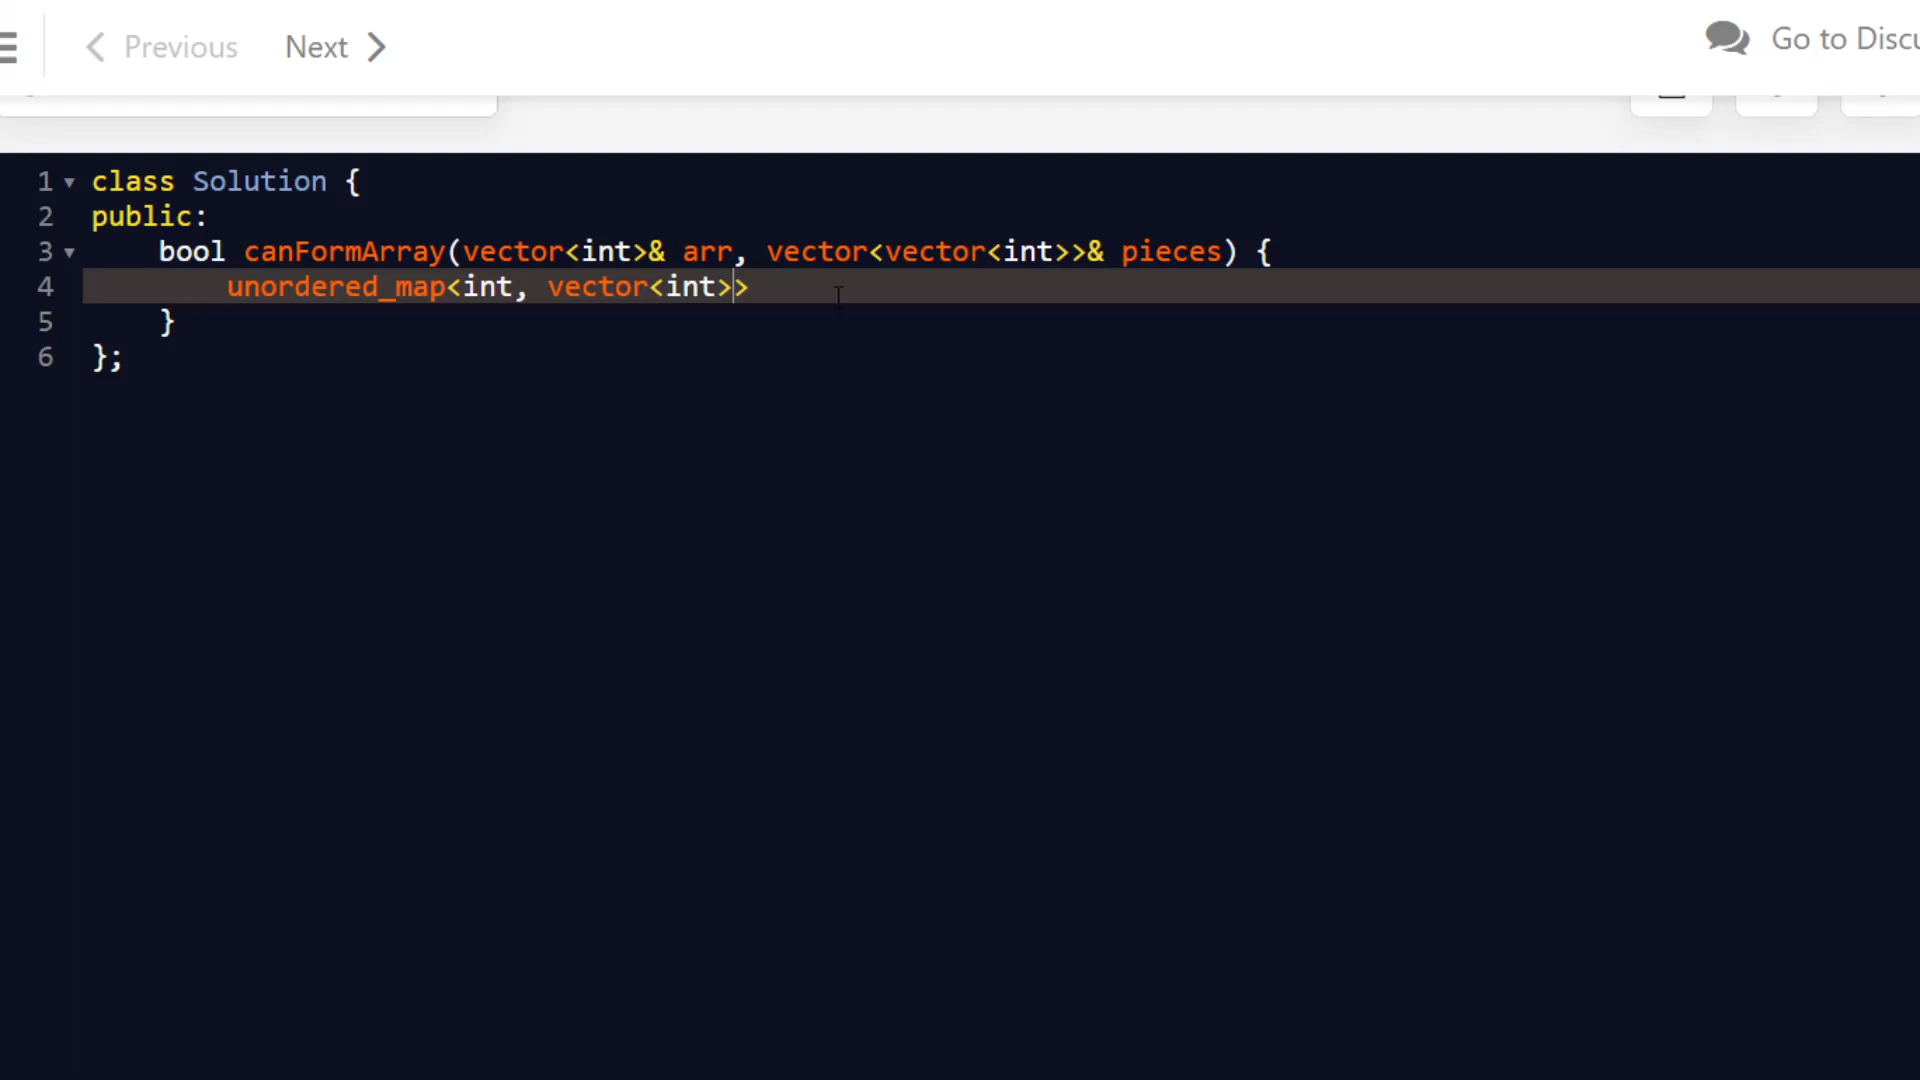 Previous Next Go to Discu
1 class Solution {
2 public:
3 bool canFormArray(vector<int>& arr, vector<vector<int>>& pieces) {
4 unordered_map<int, vector<int>>
5 }
6 };